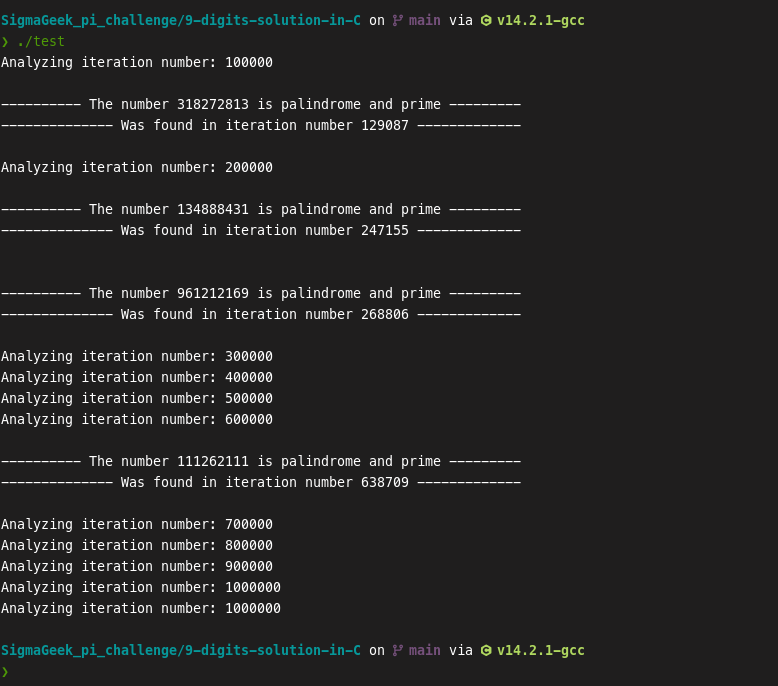 SigmaGeek_pi_challenge/9-digits-solution-in-C on main via v14.2.1-gcc
❯ ./test
Analyzing iteration number: 100000
—————————— The number 318272813 is palindrome and prime —————————
—————————————— Was found in iteration number 129087 —————————————
Analyzing iteration number: 200000
—————————— The number 134888431 is palindrome and prime —————————
—————————————— Was found in iteration number 247155 —————————————
—————————— The number 961212169 is palindrome and prime —————————
—————————————— Was found in iteration number 268806 —————————————
Analyzing iteration number: 300000
Analyzing iteration number: 400000
Analyzing iteration number: 500000
Analyzing iteration number: 600000
—————————— The number 111262111 is palindrome and prime —————————
—————————————— Was found in iteration number 638709 —————————————
Analyzing iteration number: 700000
Analyzing iteration number: 800000
Analyzing iteration number: 900000
Analyzing iteration number: 1000000
Analyzing iteration number: 1000000
SigmaGeek_pi_challenge/9-digits-solution-in-C on main via v14.2.1-gcc
❯